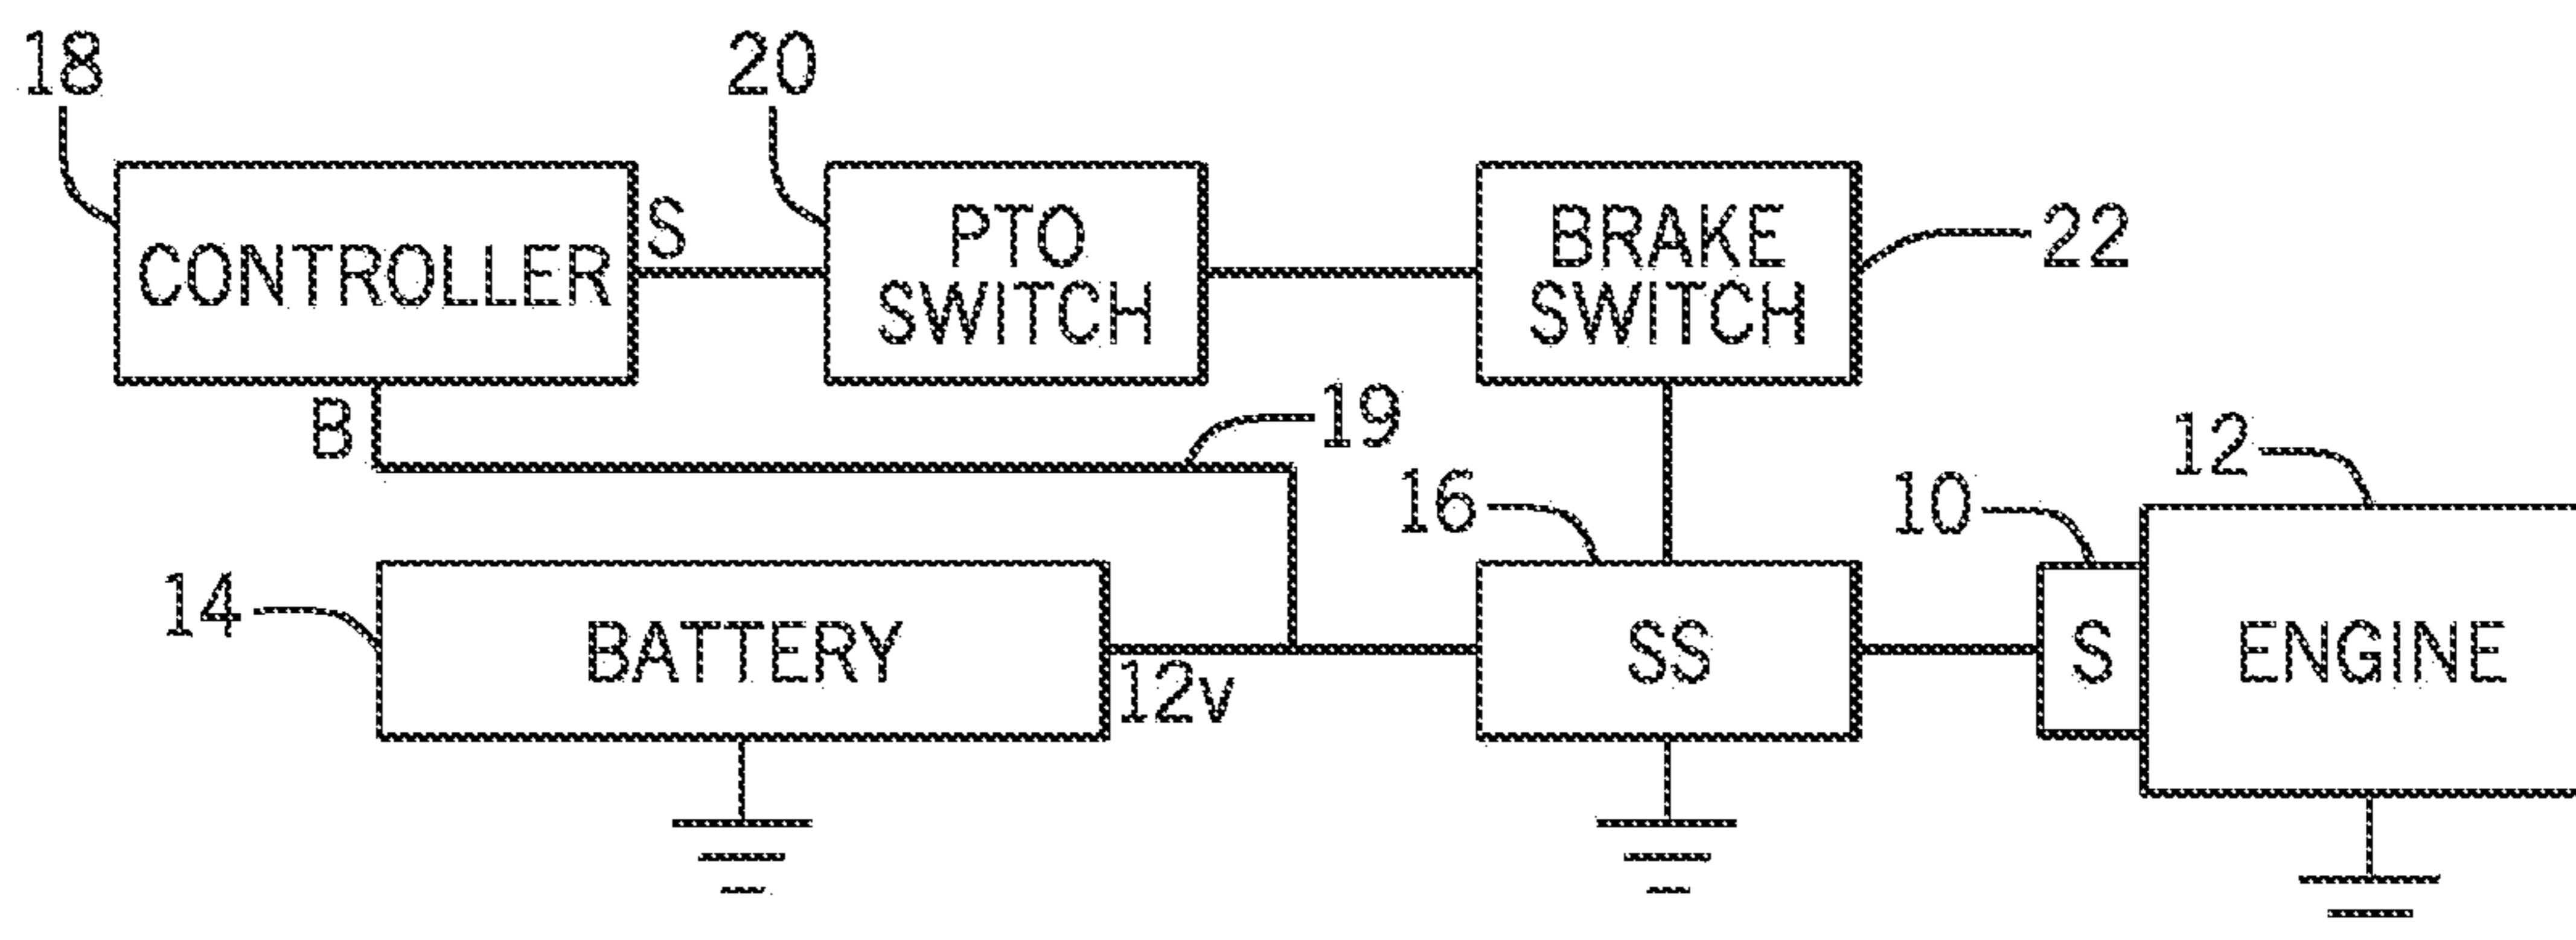 18
20
CONTROLLER
S
PTO
SWITCH
BRAKE
SWITCH
22
B
19
14
BATTERY
12v
16
SS
10
S
12
ENGINE